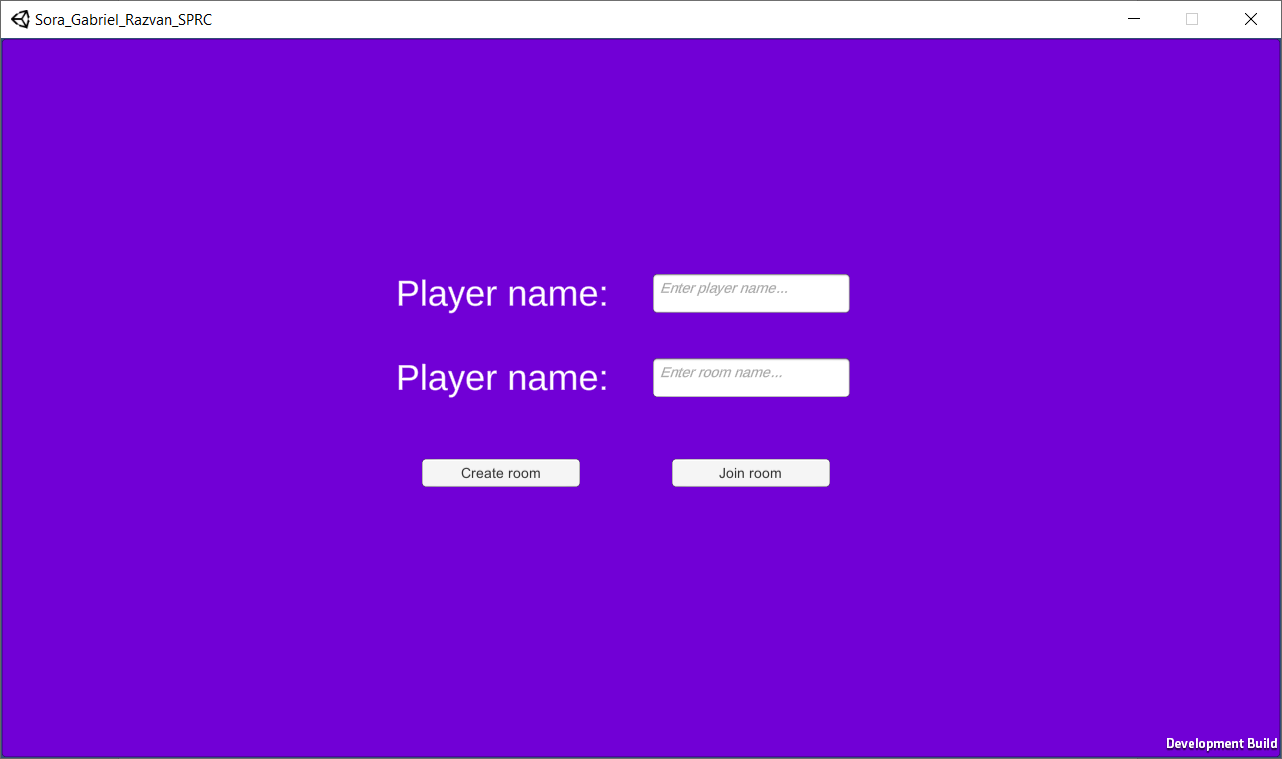 Sora_Gabriel_Razvan_SPRC
Player name:
Enter player name...
Player name:
Enter room name...
Create room
Join room
Development Build